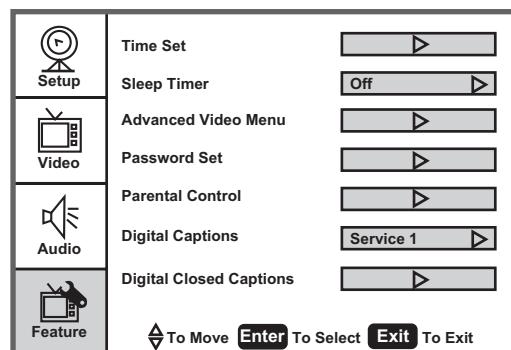 Setup
Video
Audio
Feature
Time Set
Sleep Timer Off
Advanced Video Menu
Password Set
Parental Control
Digital Captions Service 1
Digital Closed Captions
To Move Enter To Select Exit To Exit